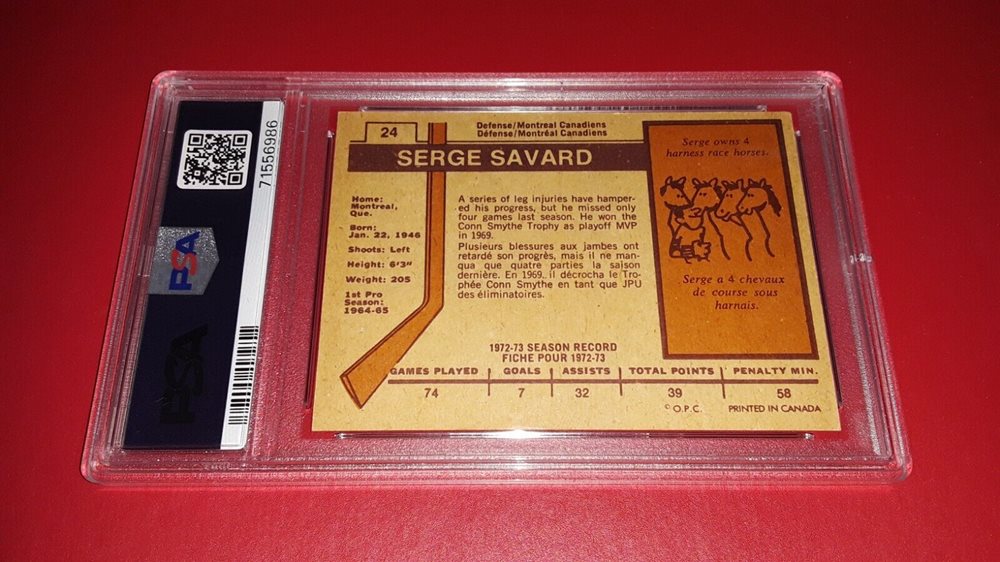 71556986
PSA
PSA
24
Defense/Montreal Canadiens
Défense/Montréal Canadiens
SERGE SAVARD
Home:
Montreal,
Que.
Born:
Jan. 22, 1946
Shoots: Left
Height: 6'3"
Weight: 205
1st Pro
Season:
1964-65
A series of leg injuries have hamper-
ed his progress, but he missed only
four games last season. He won the
Conn Smythe Trophy as playoff MVP
in 1969.
Plusieurs blessures aux jambes ont
retardé son progrès, mais il ne man-
qua que quatre parties la saison
dernière. En 1969, il décrocha le Tro-
phée Conn Smythe en tant que JPU
des éliminatoires.
Serge owns 4
harness race horses.
Serge a 4 chevaux
de course sous
harnais.
1972-73 SEASON RECORD
FICHE POUR 1972-73
GAMES PLAYED GOALS ASSISTS TOTAL POINTS PENALTY MIN.
74 7 32 39 58
© O.P.C. PRINTED IN CANADA